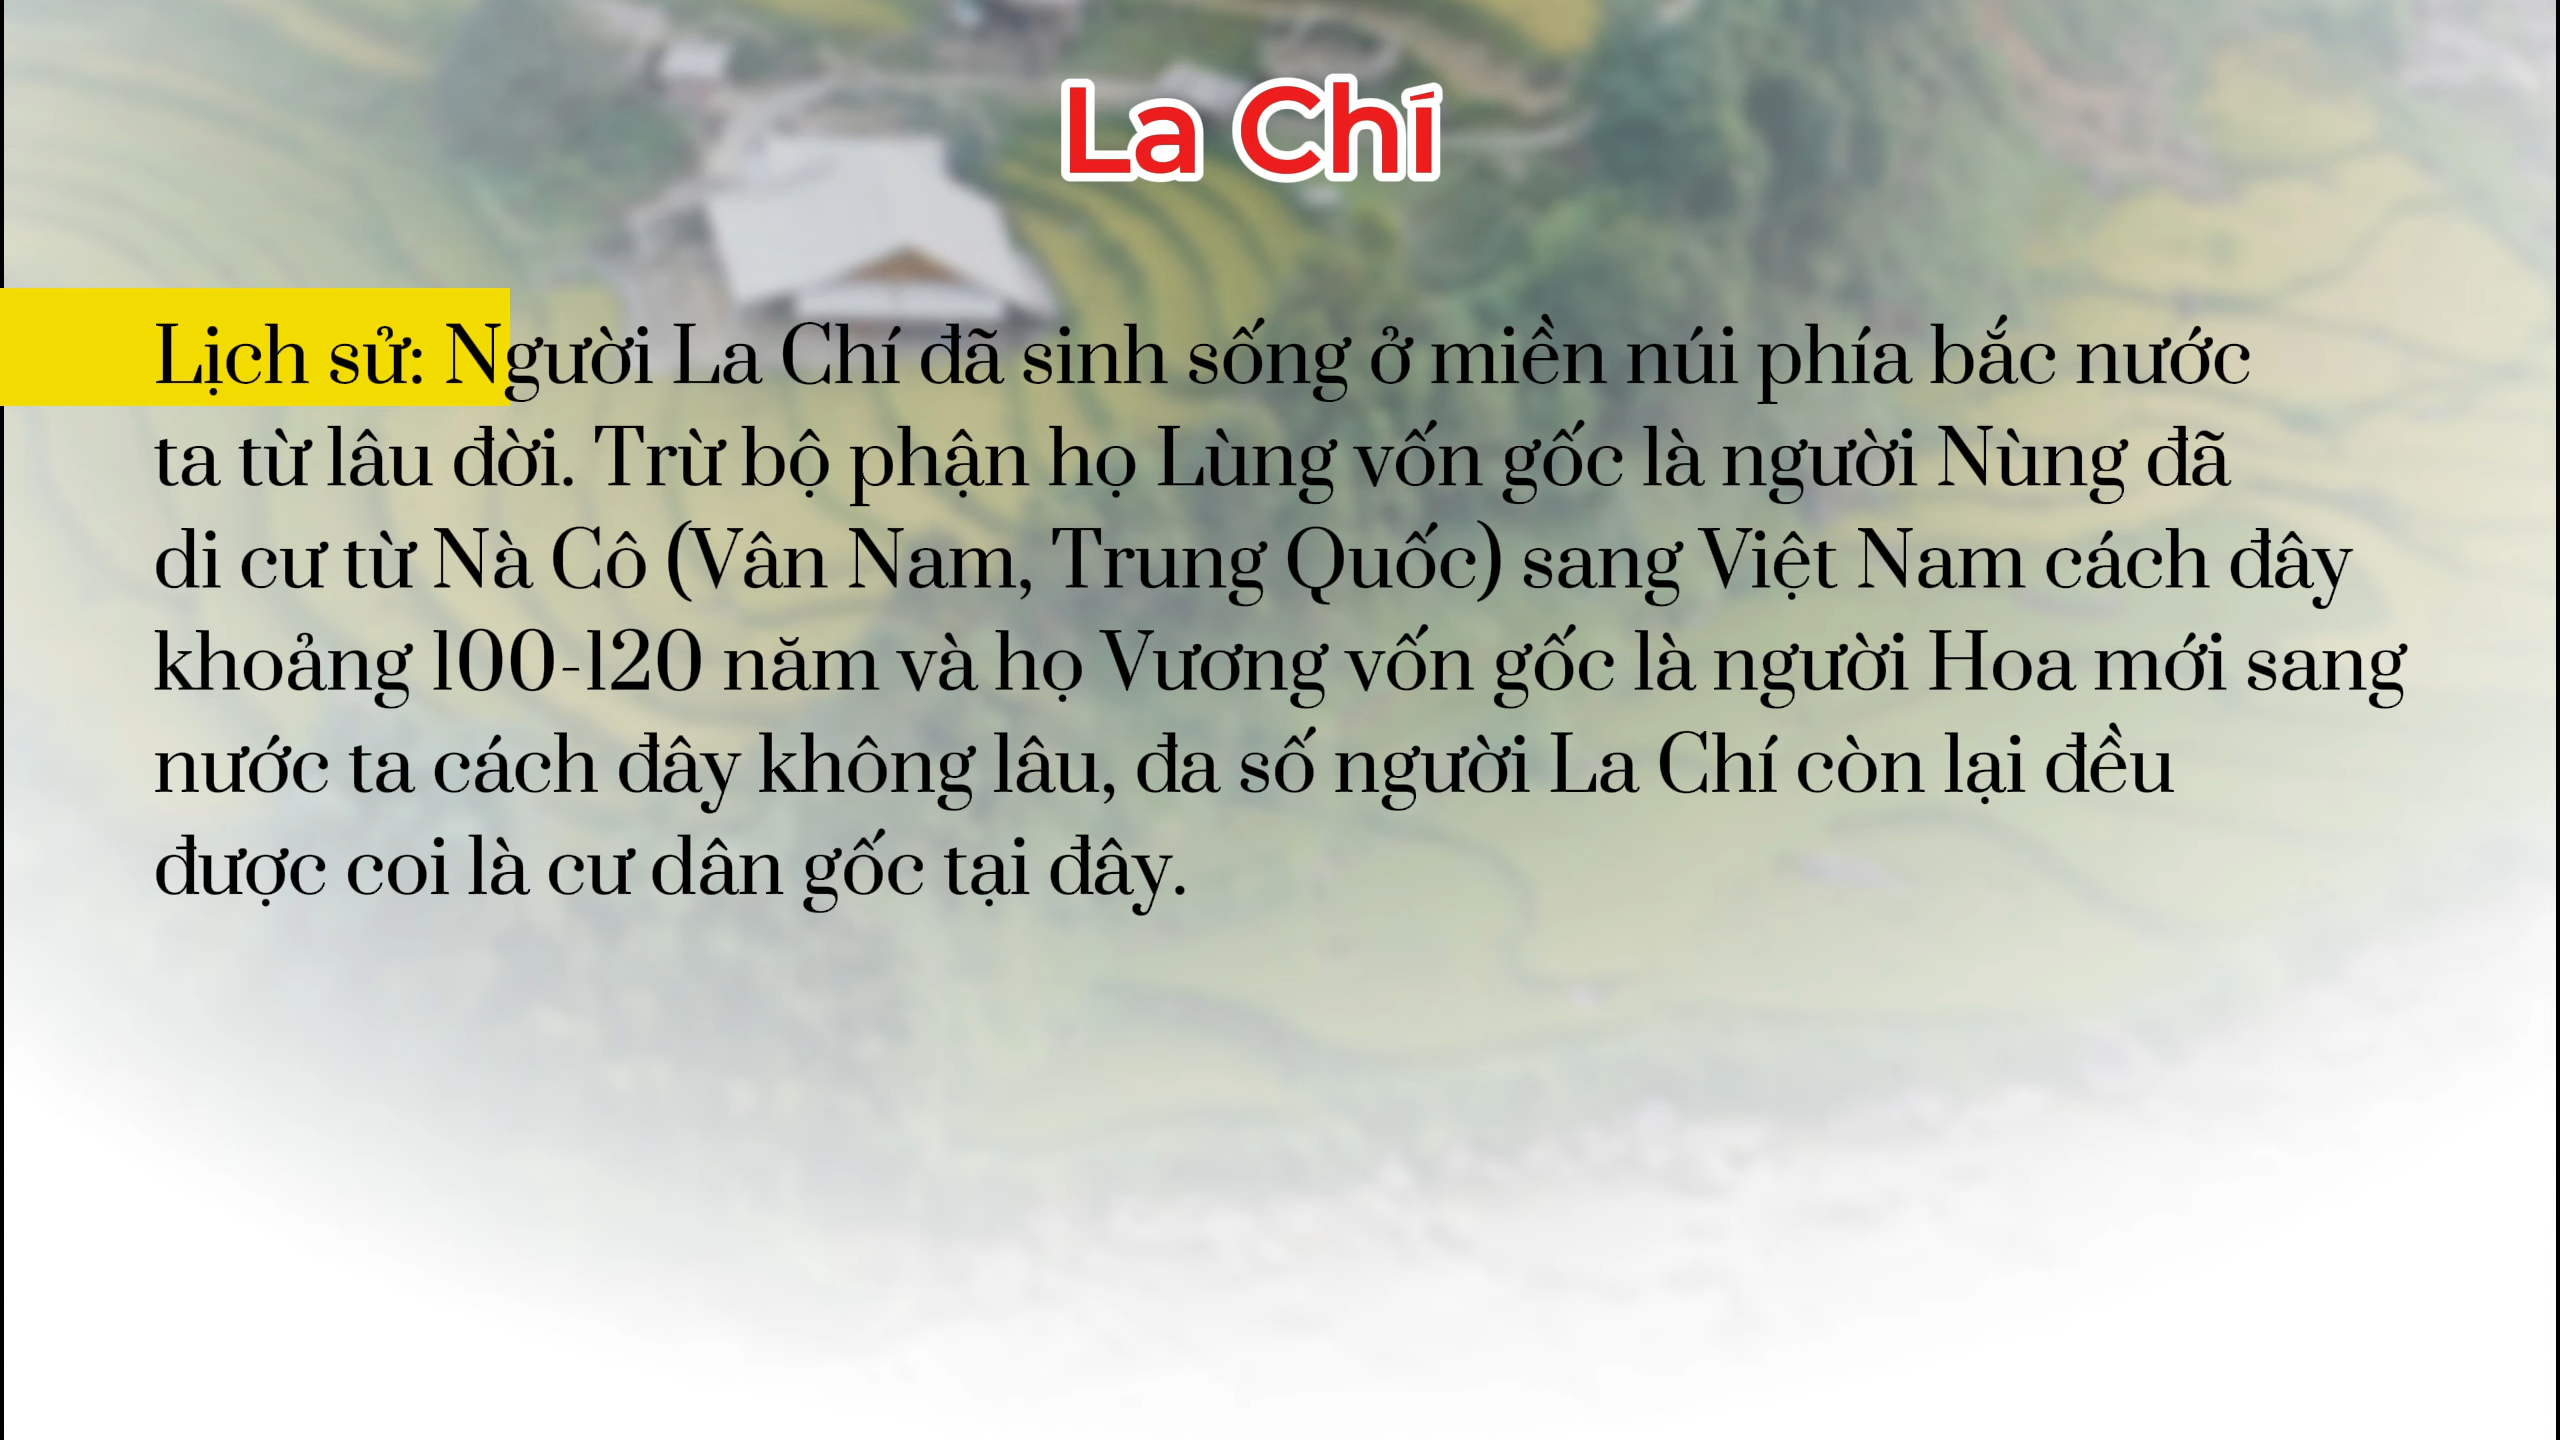 La Chí
Lịch sử: Người La Chí đã sinh sống ở miền núi phía bắc nước
ta từ lâu đời. Trừ bộ phận họ Lùng vốn gốc là người Nùng đã
di cư từ Nà Cô (Vân Nam, Trung Quốc) sang Việt Nam cách đây
khoảng 100-120 năm và họ Vương vốn gốc là người Hoa mới sang
nước ta cách đây không lâu, đa số người La Chí còn lại đều
được coi là cư dân gốc tại đây.